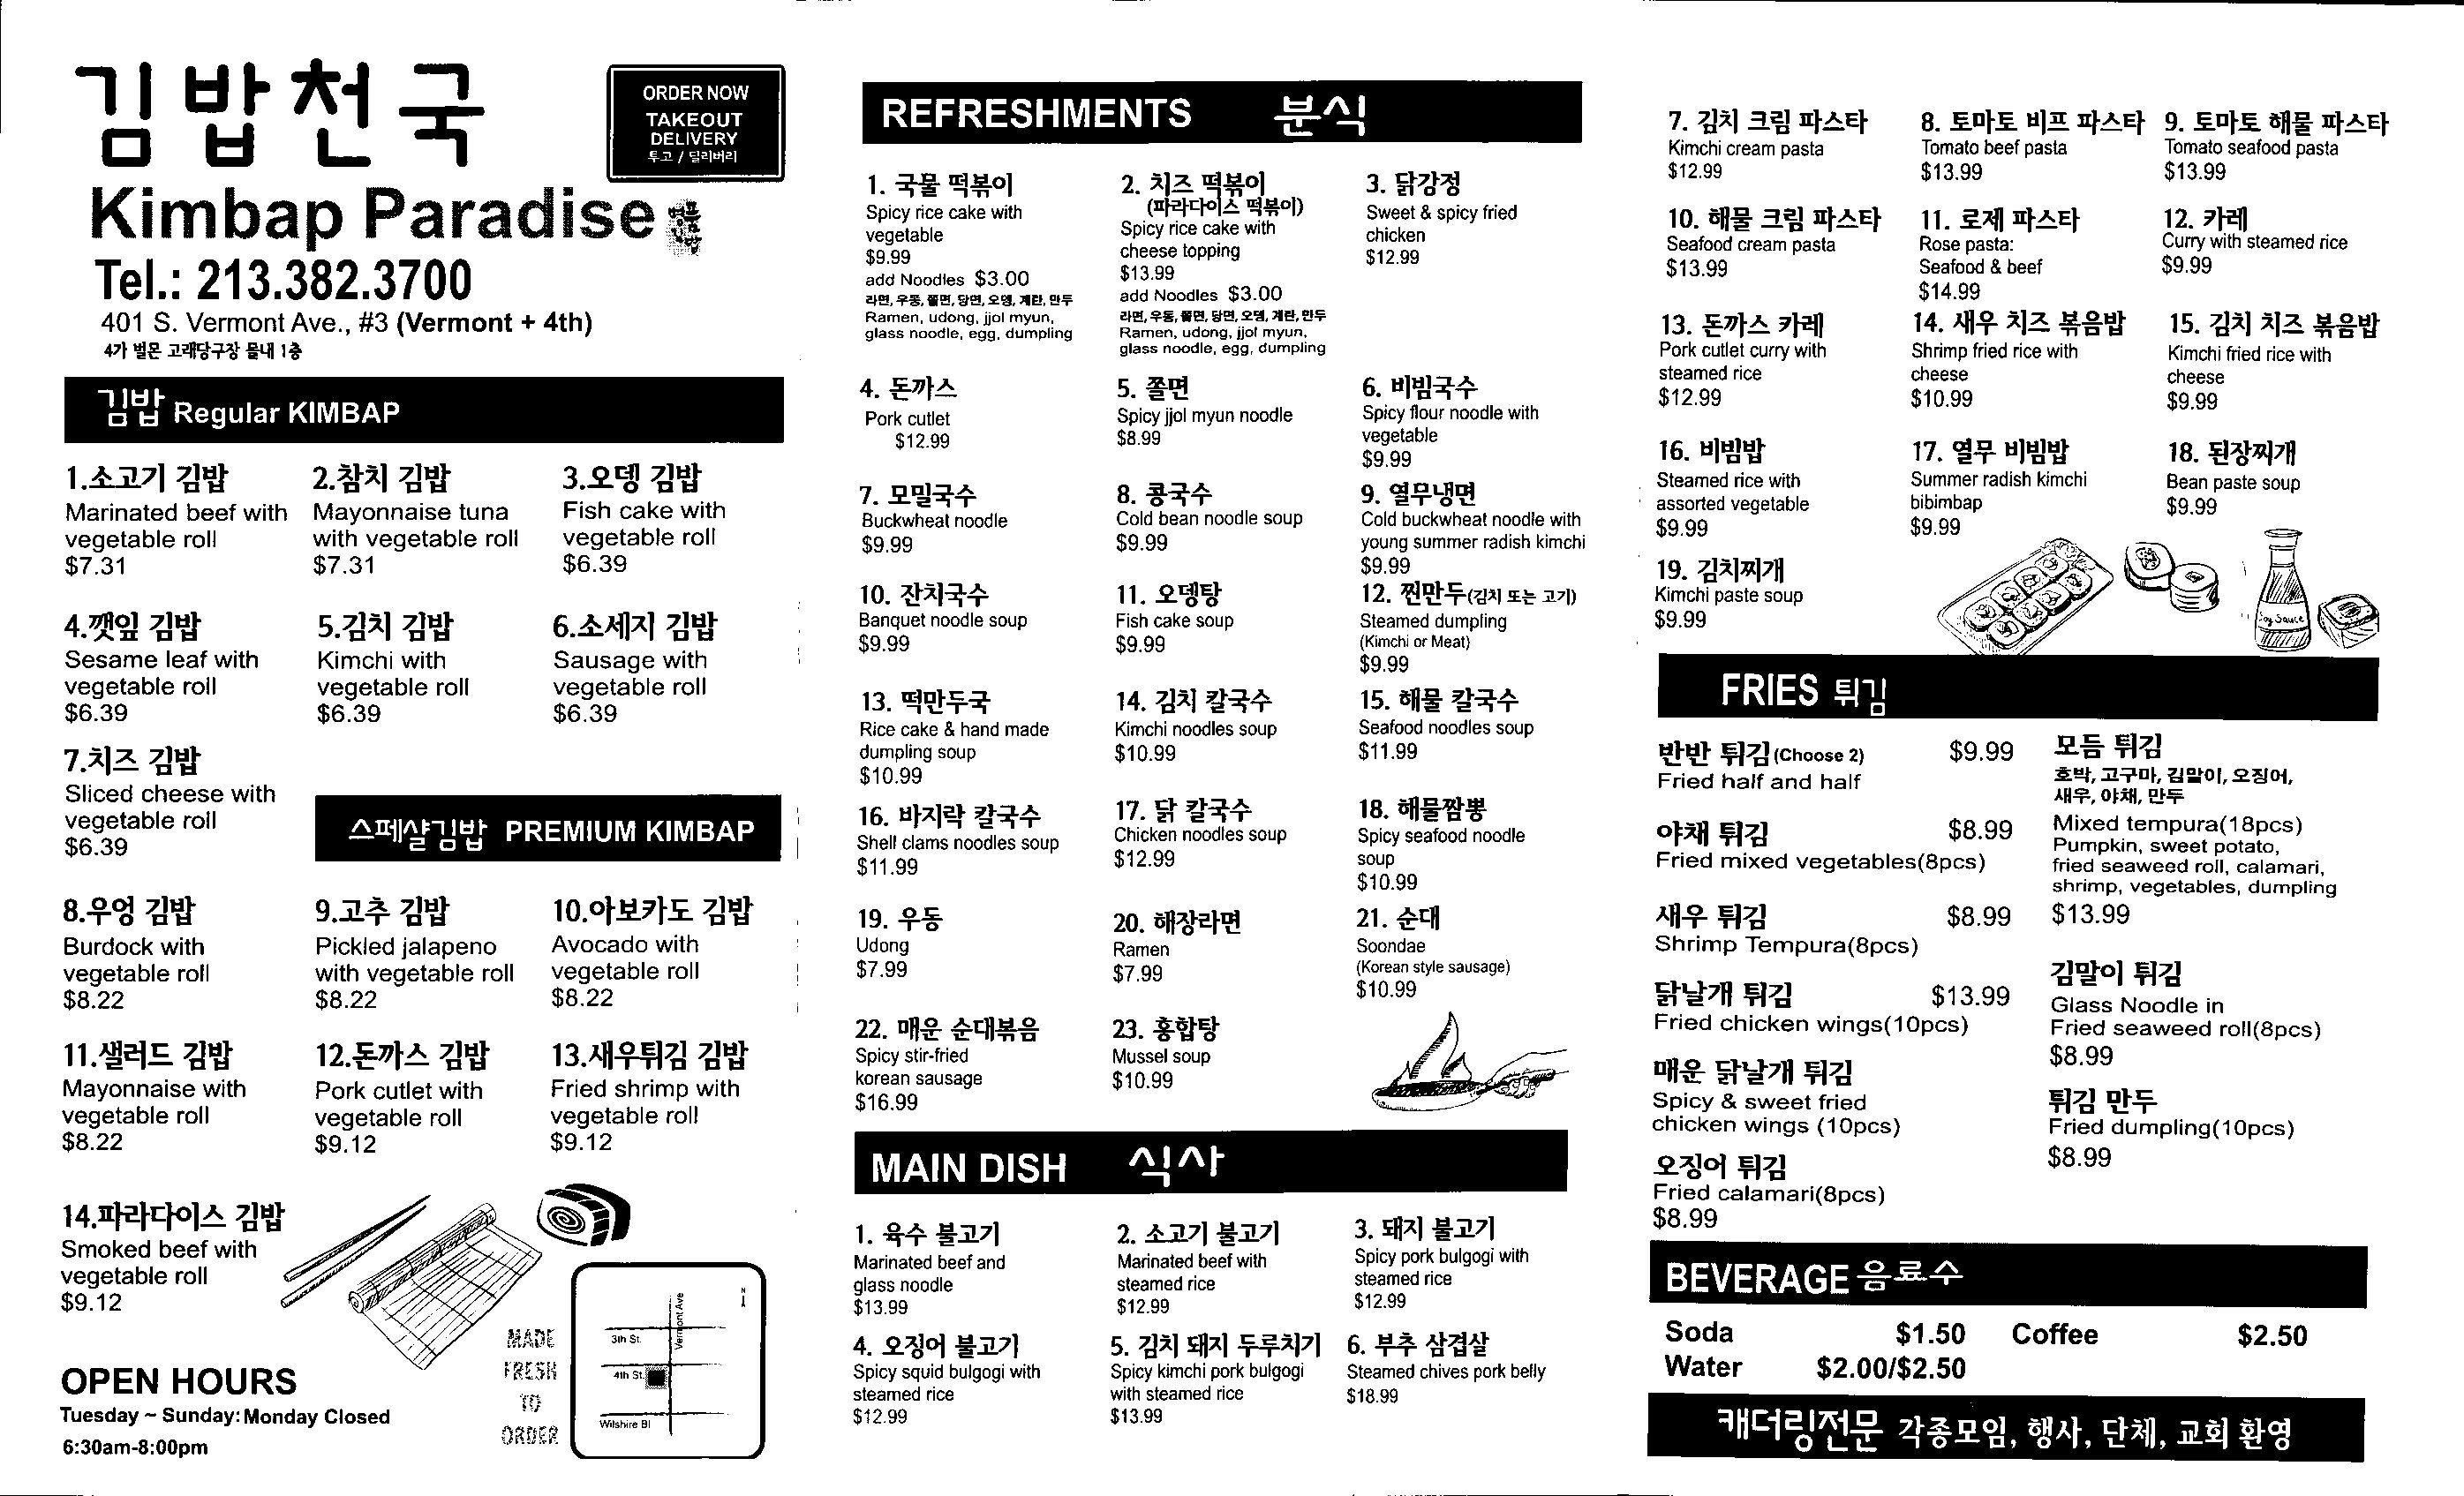 김밥천국
ORDER NOW
TAKEOUT
DELIVERY
투고 / 딜리버리
Kimbap Paradise
Tel.: 213.382.3700
401 S. Vermont Ave., #3 (Vermont + 4th)
4가 벌몬 고래당구장 몰내 1층
김밥 Regular KIMBAP
1.소고기 김밥
Marinated beef with
vegetable roll
$7.31
2.참치 김밥
Mayonnaise tuna
with vegetable roll
$7.31
3.오뎅 김밥
Fish cake with
vegetable roll
$6.39
4.깻잎 김밥
Sesame leaf with
vegetable roll
$6.39
5.김치 김밥
Kimchi with
vegetable roll
$6.39
6.소세지 김밥
Sausage with
vegetable roll
$6.39
7.치즈 김밥
Sliced cheese with
vegetable roll
$6.39
스페샬김밥 PREMIUM KIMBAP
8.우엉 김밥
Burdock with
vegetable roll
$8.22
9.고추 김밥
Pickled jalapeno
with vegetable roll
$8.22
10.아보카도 김밥
Avocado with
vegetable roll
$8.22
11.샐러드 김밥
Mayonnaise with
vegetable roll
$8.22
12.돈까스 김밥
Pork cutlet with
vegetable roll
$9.12
13.새우튀김 김밥
Fried shrimp with
vegetable roll
$9.12
14.파라다이스 김밥
Smoked beef with
vegetable roll
$9.12
OPEN HOURS
Tuesday ~ Sunday: Monday Closed
6:30am-8:00pm
MADE
FRESH
TO
ORDER
N
Vermont Ave
3th St.
4th St.
Wilshire Bl
REFRESHMENTS 분식
1. 국물 떡볶이
Spicy rice cake with
vegetable
$9.99
add Noodles $3.00
라면, 우동, 쫄면, 당면, 오뎅, 계란, 만두
Ramen, udong, jjol myun,
glass noodle, egg, dumpling
2. 치즈 떡볶이
(파라다이스 떡볶이)
Spicy rice cake with
cheese topping
$13.99
add Noodles $3.00
라면, 우동, 쫄면, 당면, 오뎅, 계란, 만두
Ramen, udong, jjol myun,
glass noodle, egg, dumpling
3. 닭강정
Sweet & spicy fried
chicken
$12.99
4. 돈까스
Pork cutlet
$12.99
5. 쫄면
Spicy jjol myun noodle
$8.99
6. 비빔국수
Spicy flour noodle with
vegetable
$9.99
7. 모밀국수
Buckwheat noodle
$9.99
8. 콩국수
Cold bean noodle soup
$9.99
9. 열무냉면
Cold buckwheat noodle with
young summer radish kimchi
$9.99
10. 잔치국수
Banquet noodle soup
$9.99
11. 오뎅탕
Fish cake soup
$9.99
12. 찐만두(김치 또는 고기)
Steamed dumpling
(Kimchi or Meat)
$9.99
13. 떡만두국
Rice cake & hand made
dumpling soup
$10.99
14. 김치 칼국수
Kimchi noodles soup
$10.99
15. 해물 칼국수
Seafood noodles soup
$11.99
16. 바지락 칼국수
Shell clams noodles soup
$11.99
17. 닭 칼국수
Chicken noodles soup
$12.99
18. 해물짬뽕
Spicy seafood noodle
soup
$10.99
19. 우동
Udong
$7.99
20. 해장라면
Ramen
$7.99
21. 순대
Soondae
(Korean style sausage)
$10.99
22. 매운 순대볶음
Spicy stir-fried
korean sausage
$16.99
23. 홍합탕
Mussel soup
$10.99
MAIN DISH 식사
1. 육수 불고기
Marinated beef and
glass noodle
$13.99
2. 소고기 불고기
Marinated beef with
steamed rice
$12.99
3. 돼지 불고기
Spicy pork bulgogi with
steamed rice
$12.99
4. 오징어 불고기
Spicy squid bulgogi with
steamed rice
$12.99
5. 김치 돼지 두루치기
Spicy kimchi pork bulgogi
with steamed rice
$13.99
6. 부추 삼겹살
Steamed chives pork belly
$18.99
7. 김치 크림 파스타
Kimchi cream pasta
$12.99
8. 토마토 비프 파스타
Tomato beef pasta
$13.99
9. 토마토 해물 파스타
Tomato seafood pasta
$13.99
10. 해물 크림 파스타
Seafood cream pasta
$13.99
11. 로제 파스타
Rose pasta:
Seafood & beef
$14.99
12. 카레
Curry with steamed rice
$9.99
13. 돈까스 카레
Pork cutlet curry with
steamed rice
$12.99
14. 새우 치즈 볶음밥
Shrimp fried rice with
cheese
$10.99
15. 김치 치즈 볶음밥
Kimchi fried rice with
cheese
$9.99
16. 비빔밥
Steamed rice with
assorted vegetable
$9.99
17. 열무 비빔밥
Summer radish kimchi
bibimbap
$9.99
18. 된장찌개
Bean paste soup
$9.99
19. 김치찌개
Kimchi paste soup
$9.99
Soy Sauce
FRIES 튀김
반반 튀김(Choose 2) $9.99
Fried half and half
야채 튀김 $8.99
Fried mixed vegetables(8pcs)
새우 튀김 $8.99
Shrimp Tempura(8pcs)
닭날개 튀김 $13.99
Fried chicken wings(10pcs)
매운 닭날개 튀김
Spicy & sweet fried
chicken wings (10pcs)
오징어 튀김
Fried calamari(8pcs)
$8.99
모듬 튀김
호박, 고구마, 김말이, 오징어,
새우, 야채, 만두
Mixed tempura(18pcs)
Pumpkin, sweet potato,
fried seaweed roll, calamari,
shrimp, vegetables, dumpling
$13.99
김말이 튀김
Glass Noodle in
Fried seaweed roll(8pcs)
$8.99
튀김 만두
Fried dumpling(10pcs)
$8.99
BEVERAGE 음료수
Soda $1.50 Coffee $2.50
Water $2.00/$2.50
캐더링전문 각종모임, 행사, 단체, 교회 환영